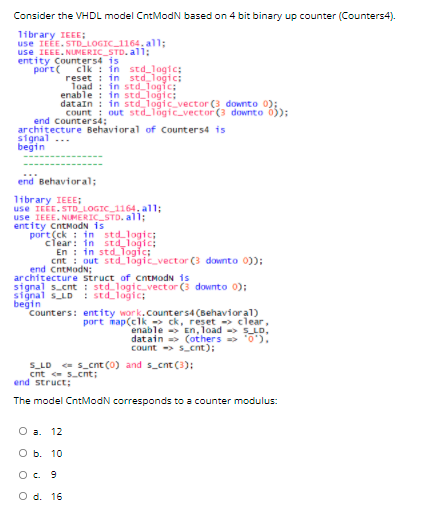 Consider the VHDL model CntModN based on 4 bit binary up counter (Counters4).
library IEEE;
use IEEE.STD_LOGIC_1164.all;
use IEEE.NUMERIC_STD.all;
entity Counters4 is
port( clk : in std_logic;
reset : in std_logic;
load : in std_logic;
enable : in std_logic;
dataIn : in std_logic_vector(3 downto 0);
count : out std_logic_vector(3 downto 0));
end Counters4;
architecture Behavioral of Counters4 is
signal ...
begin
---------------
---------------
...
end Behavioral;
library IEEE;
use IEEE.STD_LOGIC_1164.all;
use IEEE.NUMERIC_STD.all;
entity CntModN is
port(ck : in std_logic;
clear: in std_logic;
En : in std_logic;
cnt : out std_logic_vector(3 downto 0));
end CntModN;
architecture Struct of CntModN is
signal s_cnt : std_logic_vector(3 downto 0);
signal s_LD : std_logic;
begin
Counters: entity work.Counters4(Behavioral)
port map(clk => ck, reset => clear,
enable => En,load => S_LD,
datain => (others => '0'),
count => s_cnt);
S_LD <= s_cnt(0) and s_cnt(3);
cnt <= s_cnt;
end Struct;
The model CntModN corresponds to a counter modulus:
a. 12
b. 10
c. 9
d. 16